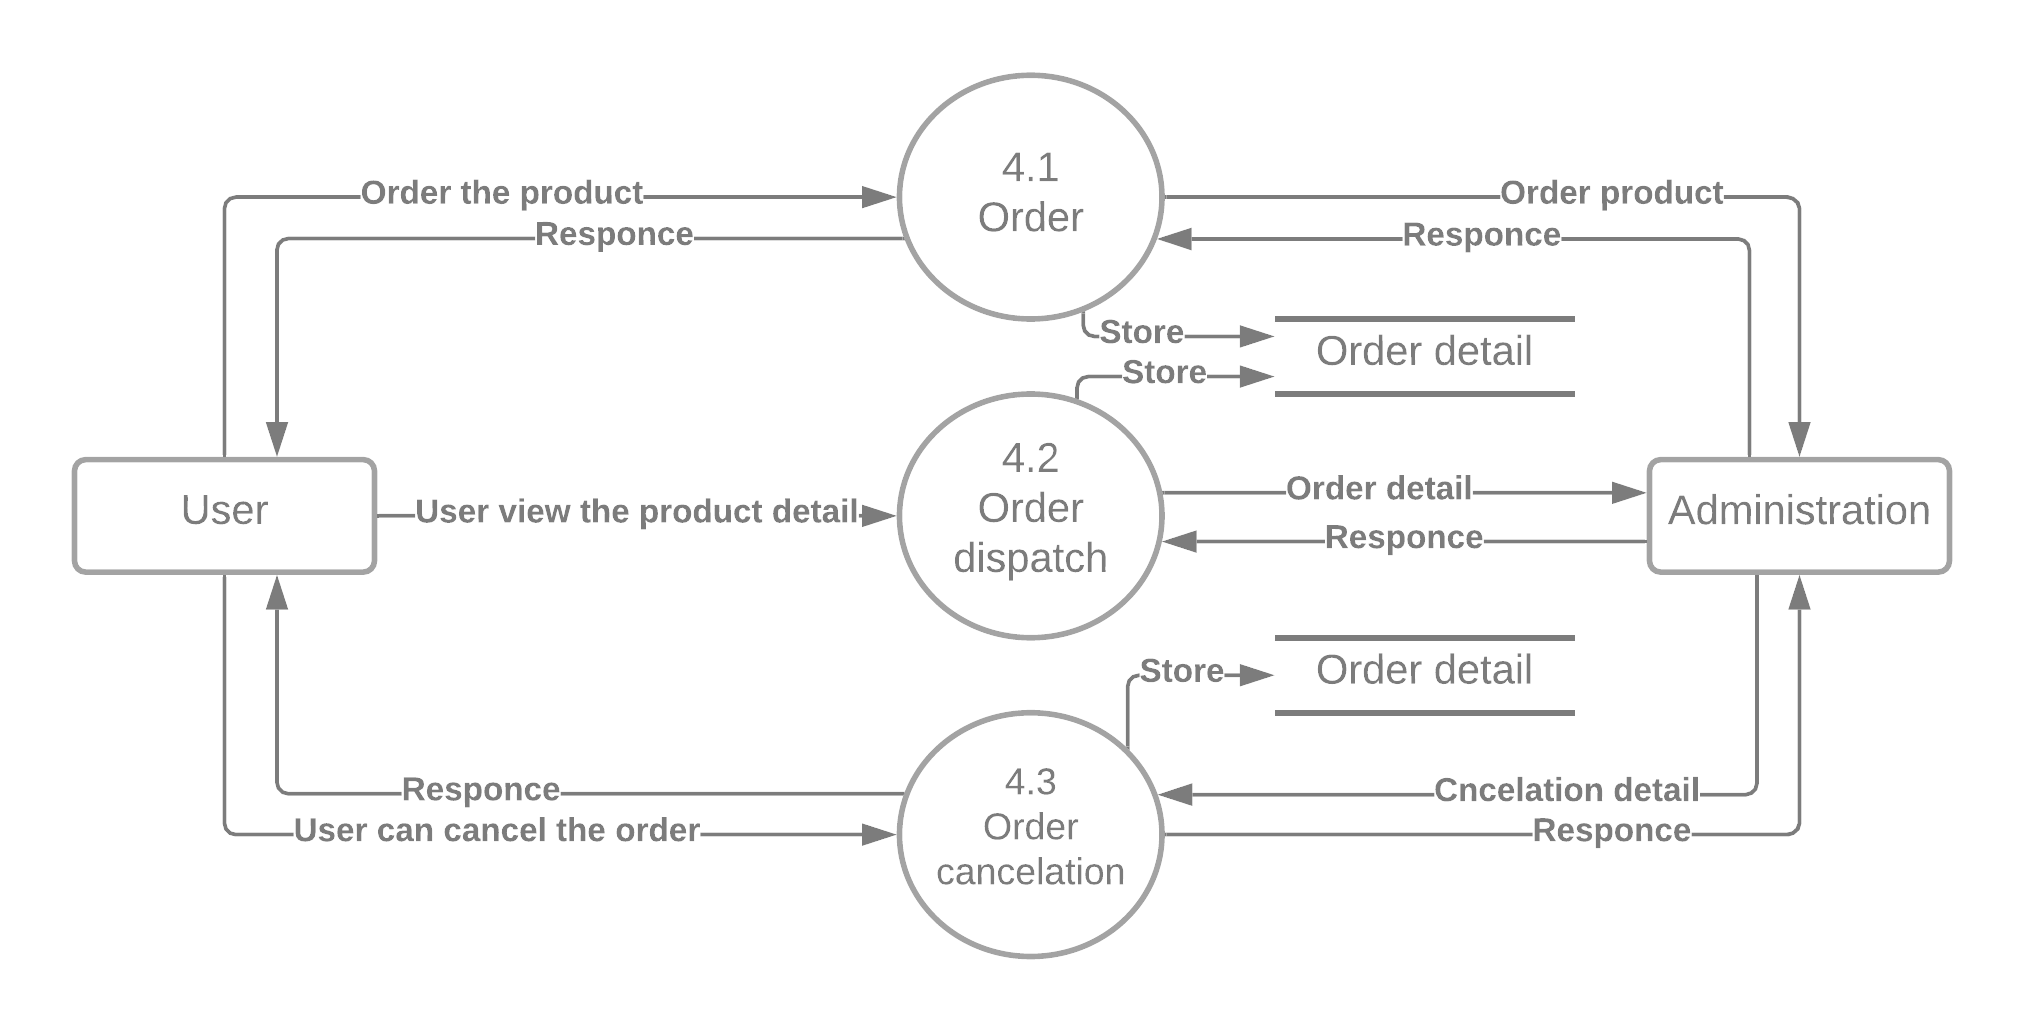 4.1
Order
Order the product
Order product
Responce
Responce
Store
Order detail
Store
4.2
Order
dispatch
User
User view the product detail
Order detail
Administration
Responce
Store
Order detail
4.3
Order
cancelation
Responce
Cncelation detail
User can cancel the order
Responce